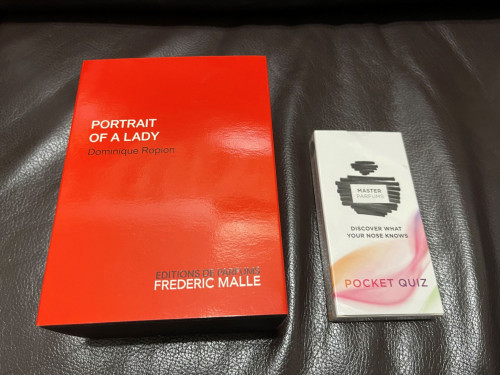 PORTRAIT
OF A LADY
Dominique Ropion
EDITIONS DE PARFUMS
FREDERIC MALLE
MASTER
PARFUMS
DISCOVER WHAT
YOUR NOSE KNOWS
POCKET QUIZ